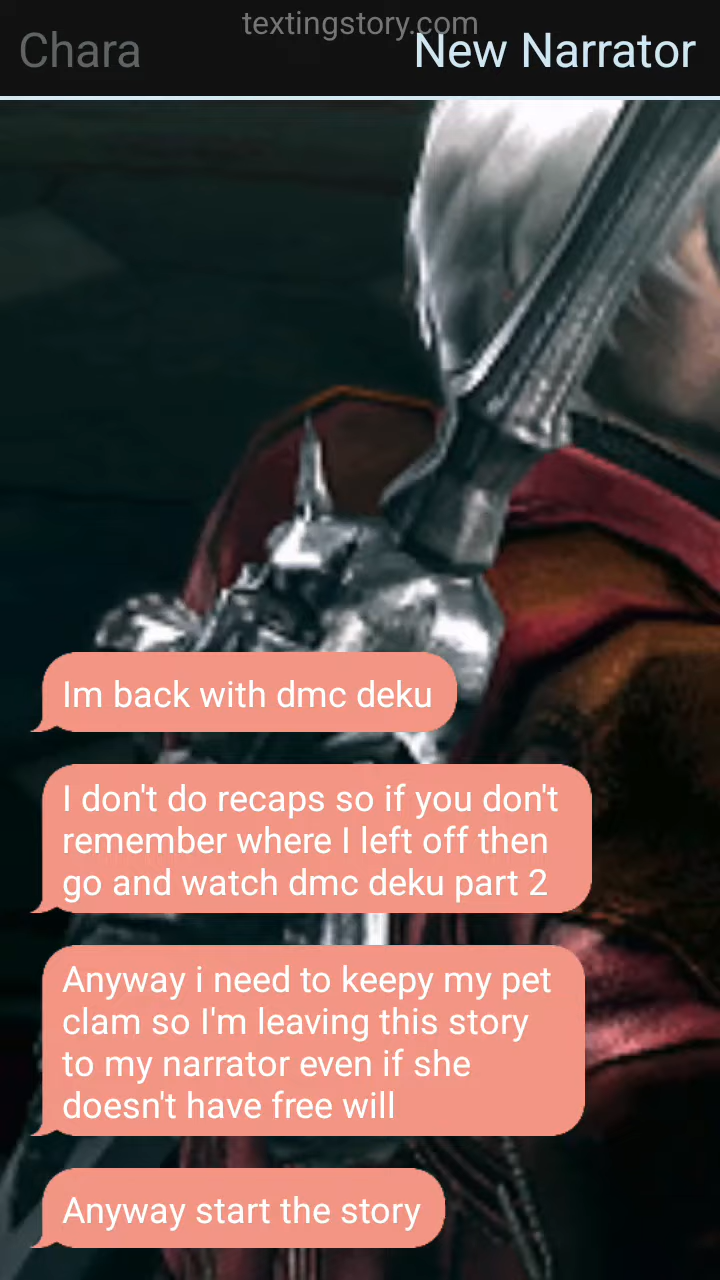 textingstory.com
Chara
New Narrator
Im back with dmc deku
I don't do recaps so if you don't
remember where I left off then
go and watch dmc deku part 2
Anyway i need to keepy my pet
clam so I'm leaving this story
to my narrator even if she
doesn't have free will
Anyway start the story